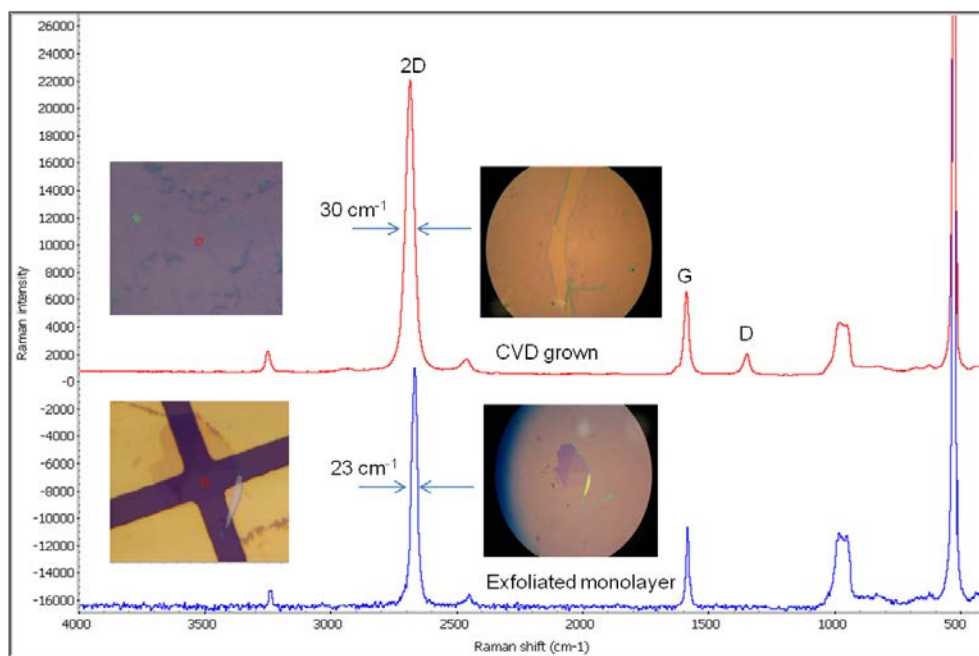 26000
24000
22000
20000
18000
16000
14000
12000
10000
8000
6000
4000
2000
-0
-2000
-4000
-6000
-8000
-10000
-12000
-14000
-16000
Raman intensity
2D
30 cm-1
G
D
CVD grown
23 cm-1
Exfoliated monolayer
4000 3500 3000 2500 2000 1500 1000 500
Raman shift (cm-1)